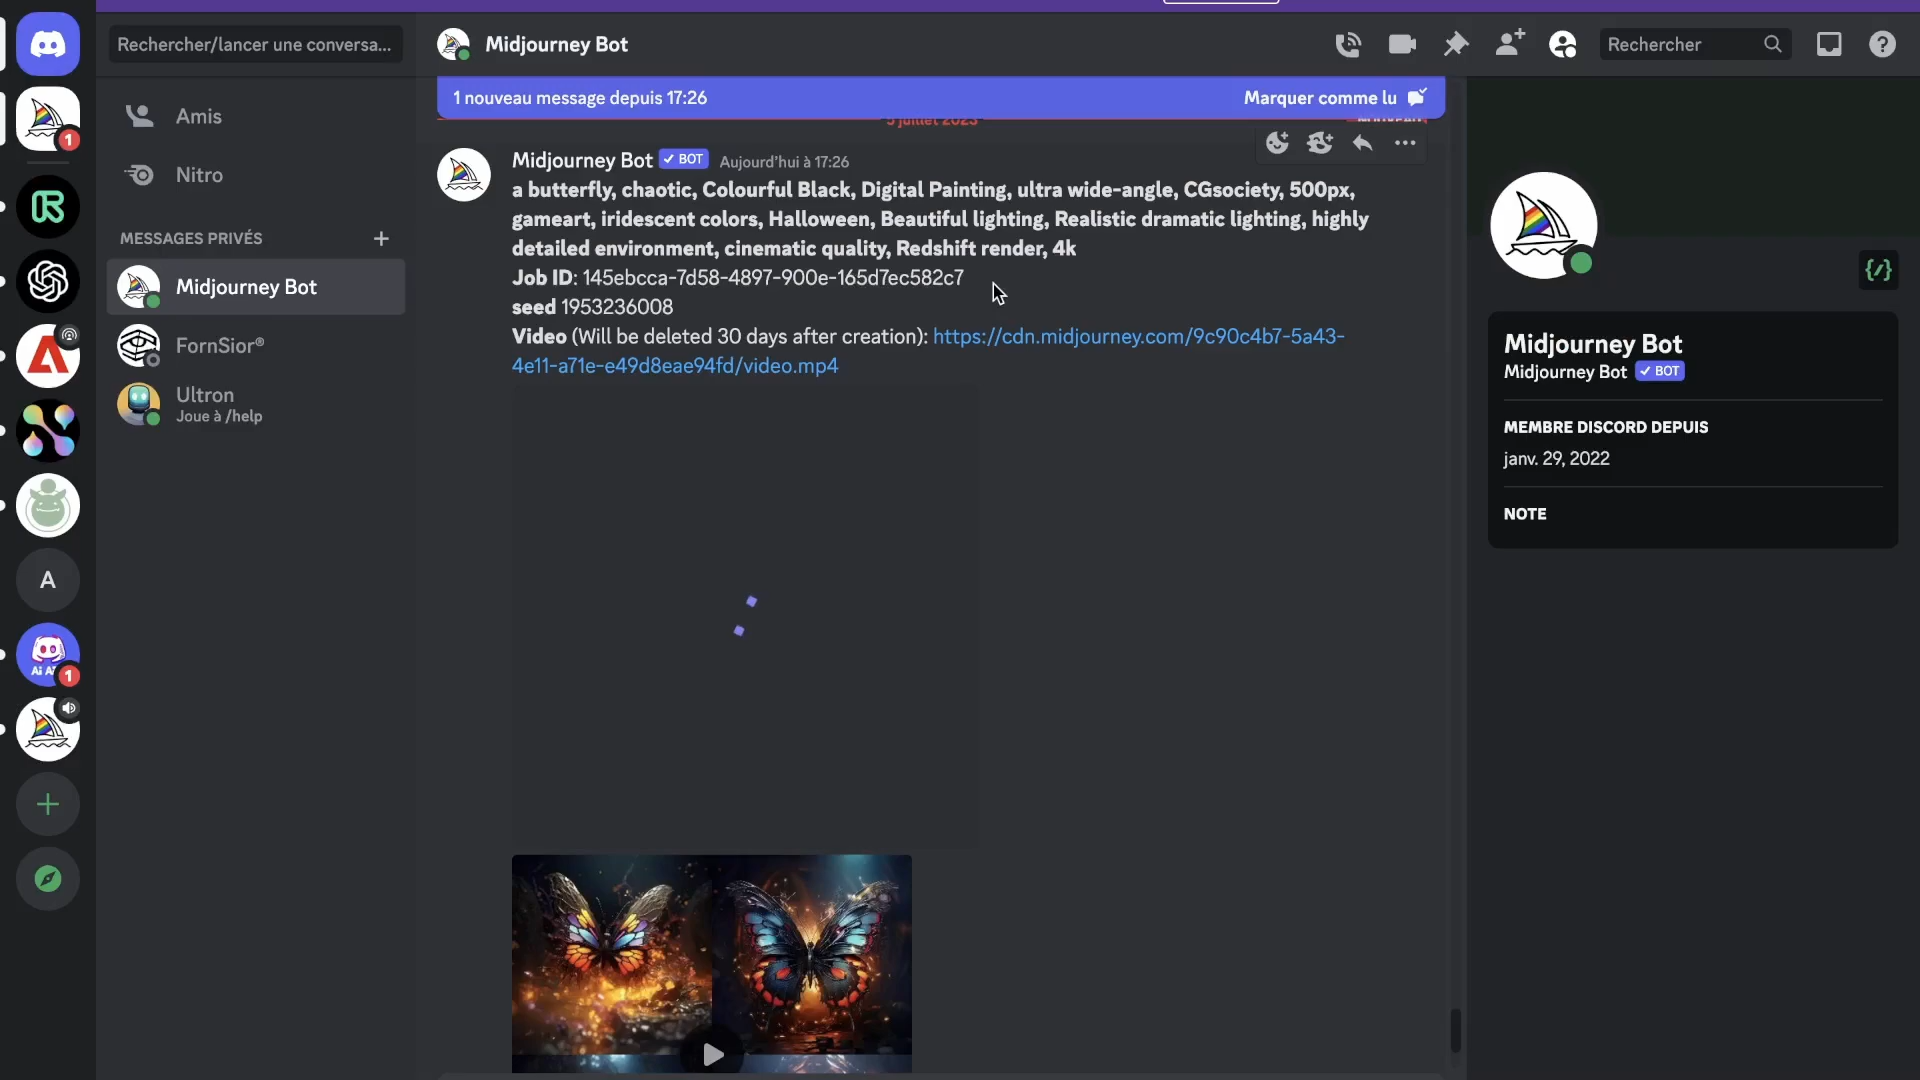 Rechercher/lancer une conversa...
Midjourney Bot
Rechercher
1 nouveau message depuis 17:26
Marquer comme lu
5 juillet 2023
NOUVEAU
1
Amis
Nitro
MESSAGES PRIVÉS
Midjourney Bot
FornSior®
Ultron
Joue à /help
A
Ai Ai
1
Midjourney Bot BOT Aujourd'hui à 17:26
a butterfly, chaotic, Colourful Black, Digital Painting, ultra wide-angle, CGsociety, 500px,
gameart, iridescent colors, Halloween, Beautiful lighting, Realistic dramatic lighting, highly
detailed environment, cinematic quality, Redshift render, 4k
Job ID: 145ebcca-7d58-4897-900e-165d7ec582c7
seed 1953236008
Video (Will be deleted 30 days after creation): https://cdn.midjourney.com/9c90c4b7-5a43-
4e11-a71e-e49d8eae94fd/video.mp4
Midjourney Bot
Midjourney Bot BOT
MEMBRE DISCORD DEPUIS
janv. 29, 2022
NOTE